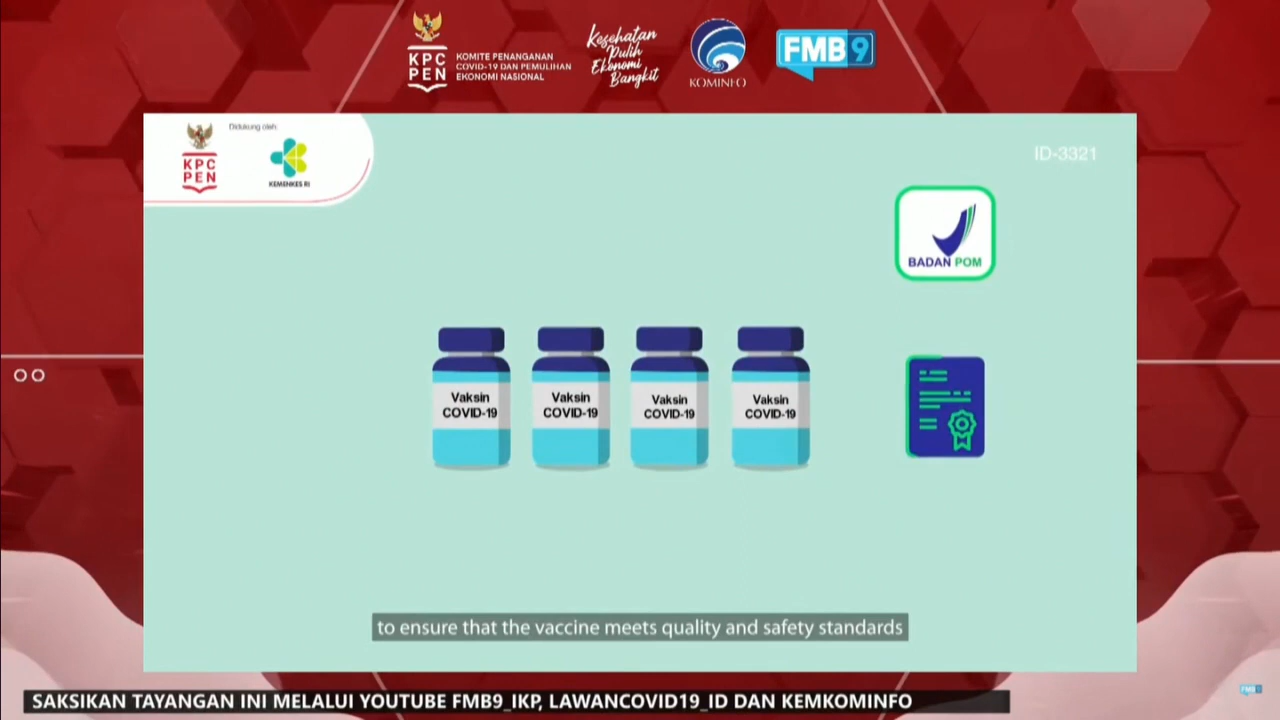 KPC
PEN
KOMITE PENANGANAN
COVID-19 DAN PEMULIHAN
EKONOMI NASIONAL
Kesehatan
Pulih
Ekonomi
Bangkit
KOMINFO
FMB9
Didukung oleh:
KPC
PEN
KEMENKES RI
ID-3321
BADAN POM
Vaksin
COVID-19
Vaksin
COVID-19
Vaksin
COVID-19
Vaksin
COVID-19
to ensure that the vaccine meets quality and safety standards
SAKSIKAN TAYANGAN INI MELALUI YOUTUBE FMB9_IKP, LAWANCOVID19_ID DAN KEMKOMINFO
FMB9